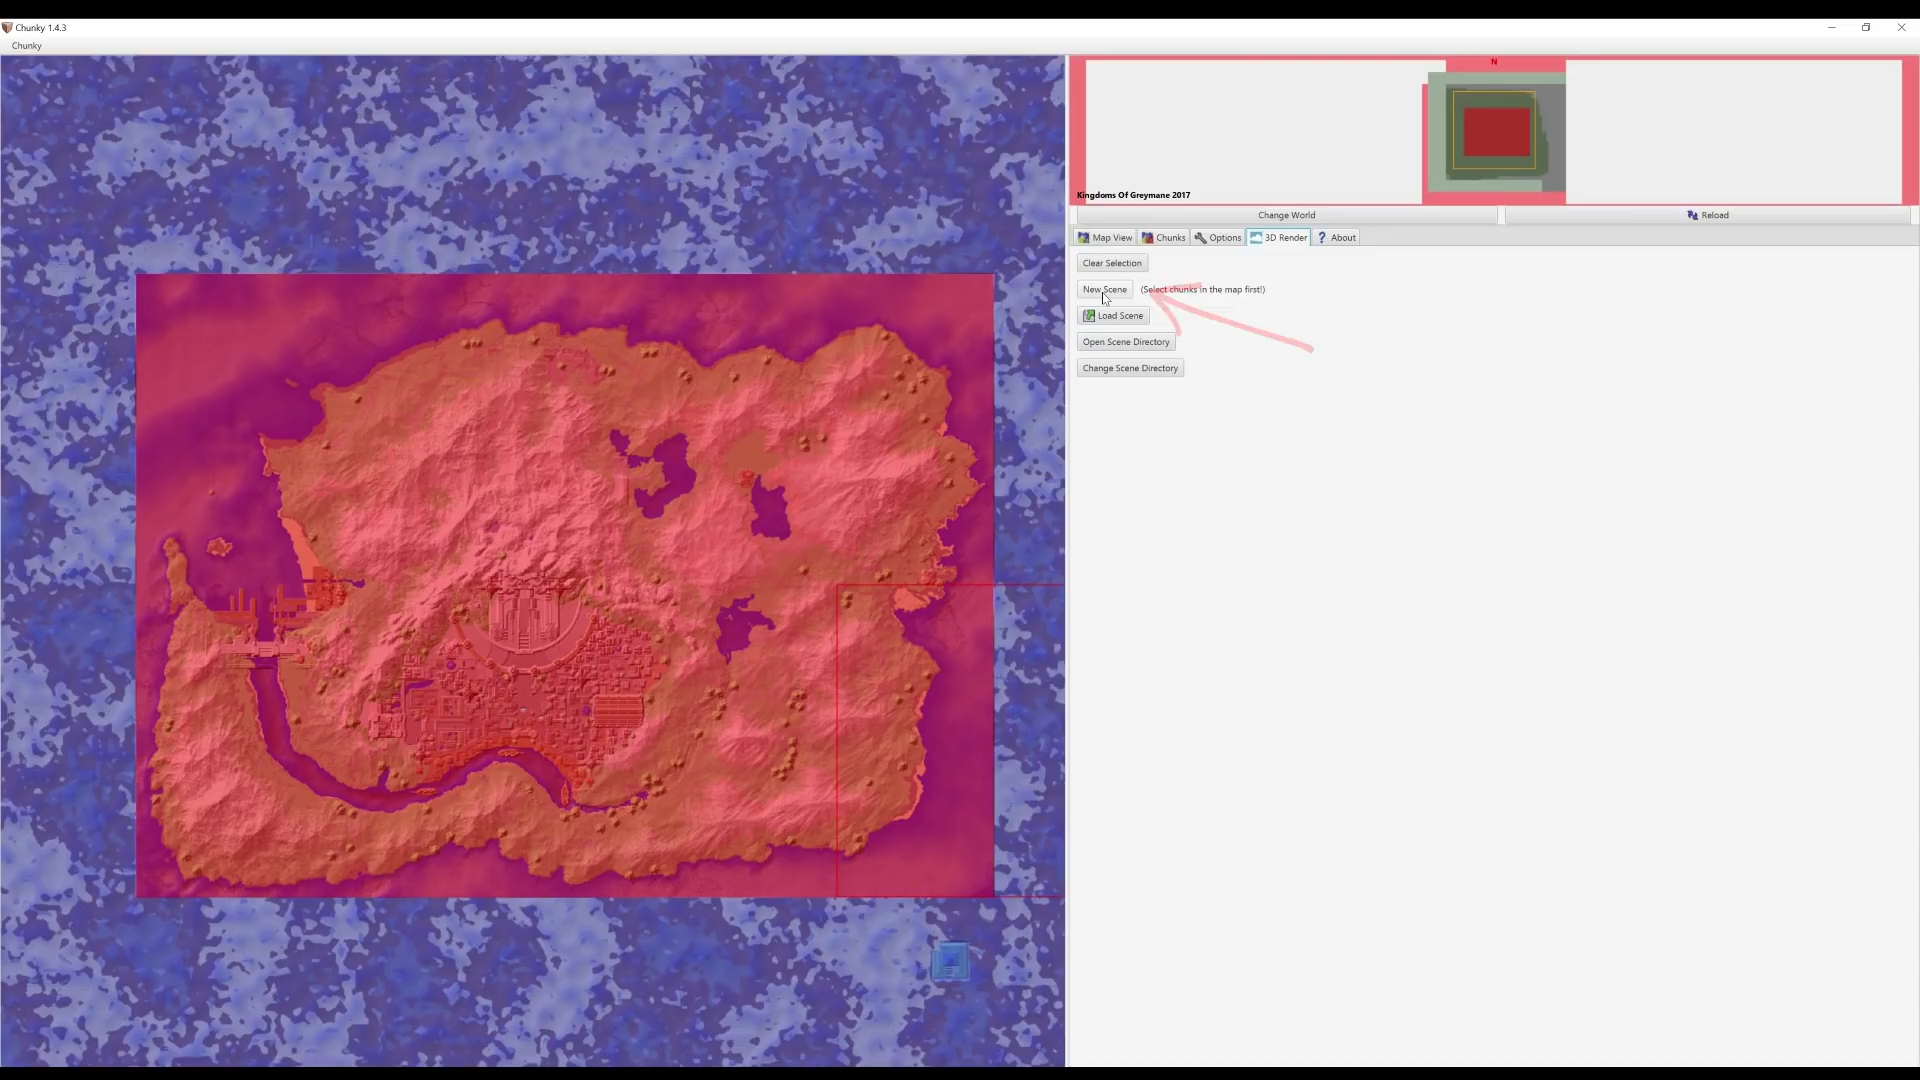 Chunky 1.4.3
Chunky
N
Kingdoms Of Greymane 2017
Change World
Reload
Map View
Chunks
Options
3D Render
? About
Clear Selection
New Scene (Select chunks in the map first!)
Load Scene
Open Scene Directory
Change Scene Directory